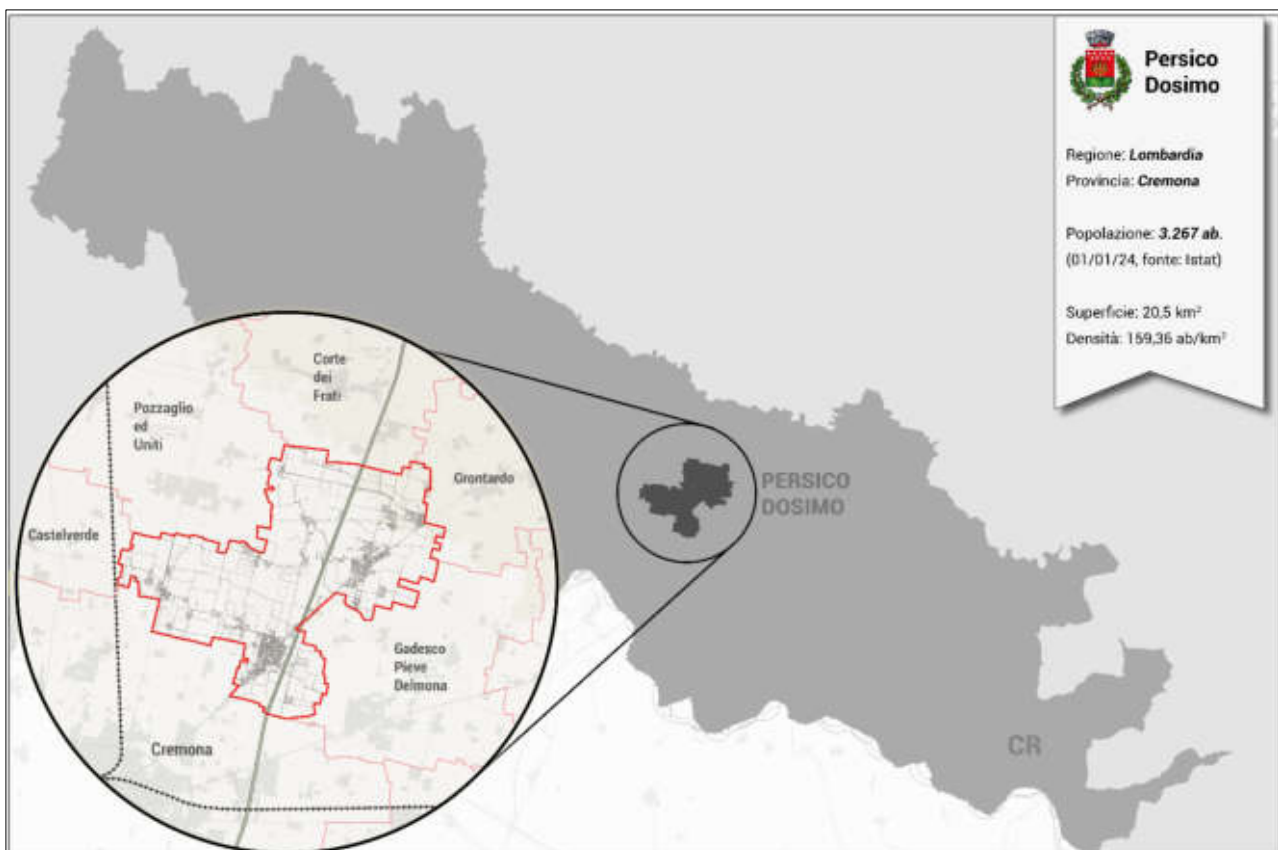 Persico
Dosimo
Regione: Lombardia
Provincia: Cremona
Popolazione: 3.267 ab.
(01/01/24, fonte: Istat)
Superficie: 20,5 km²
Densità: 159,36 ab/km²
Corte
dei
Frati
Pozzaglio
ed
Uniti
Grontardo
Castelverde
Gadesco
Pieve
Delmona
Cremona
PERSICO
DOSIMO
CR